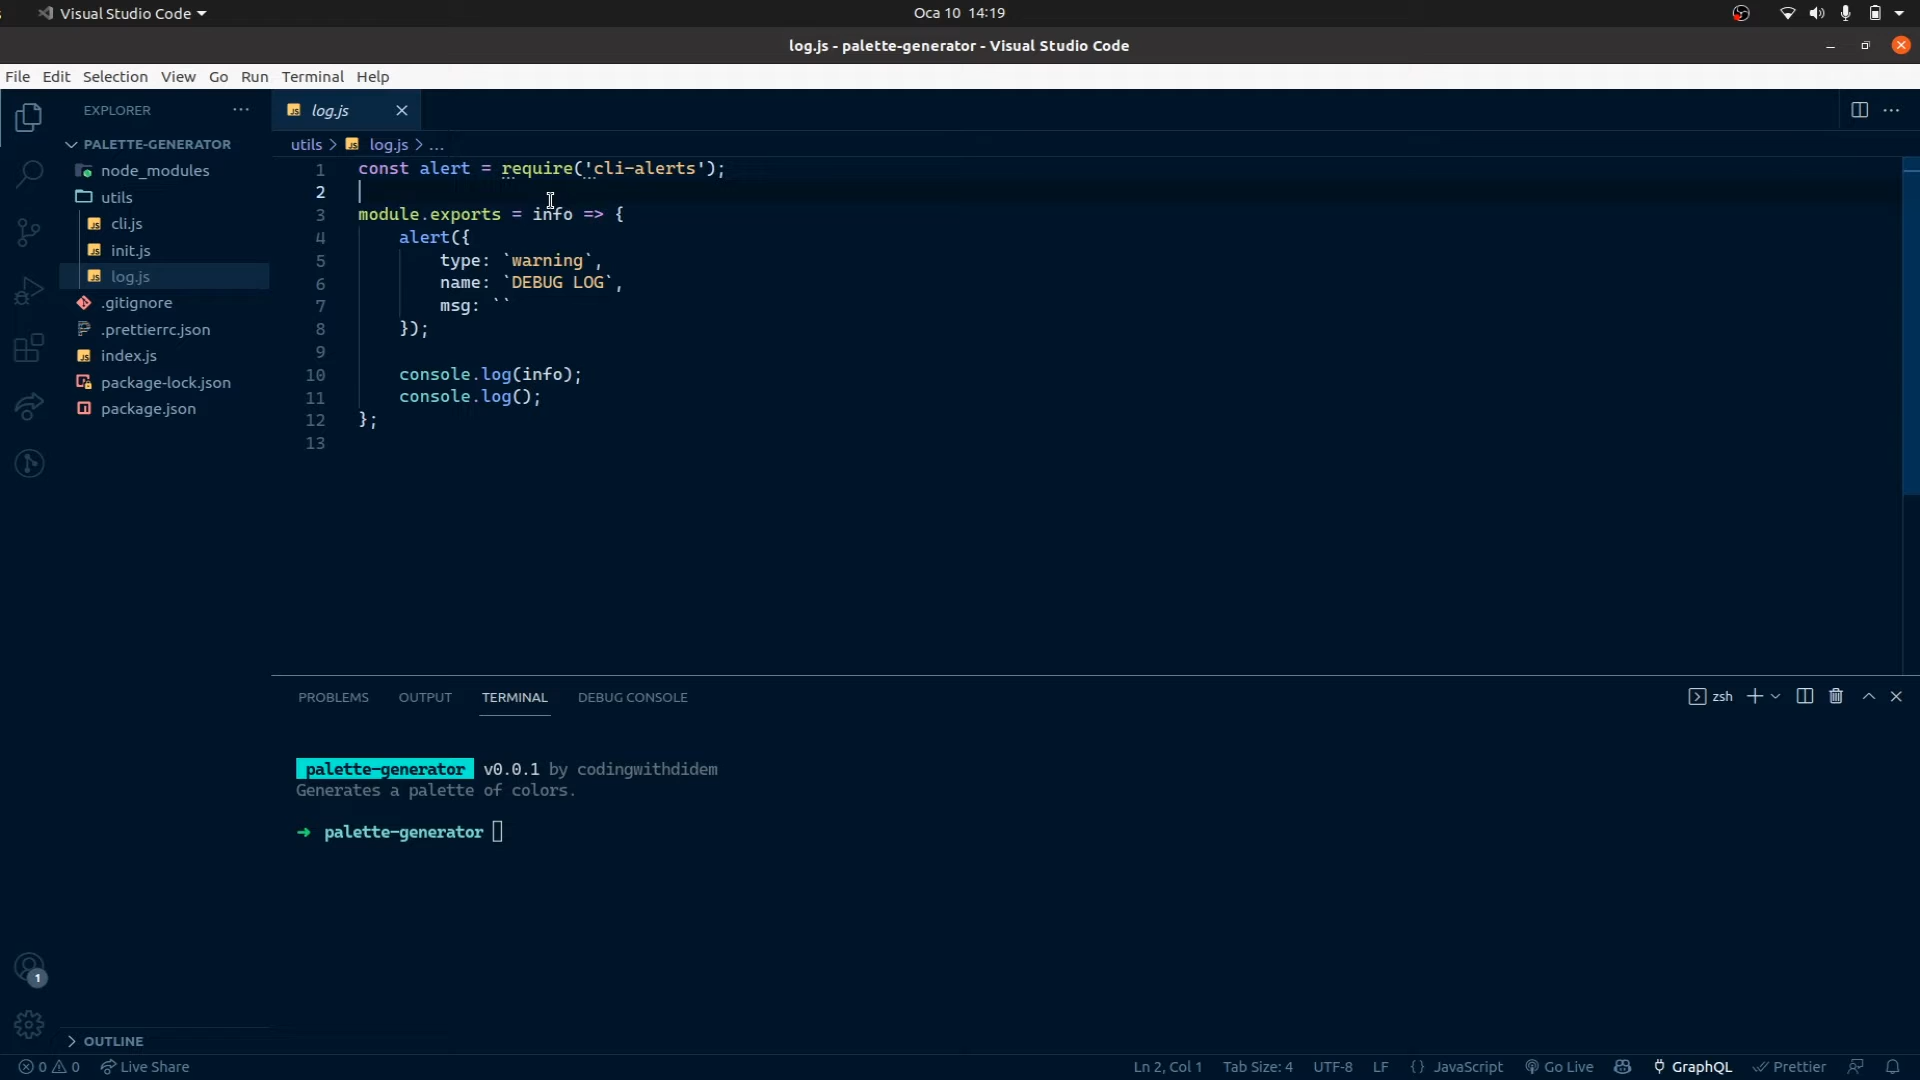 Visual Studio Code
Oca 10 14:19
log.js - palette-generator - Visual Studio Code
File Edit Selection View Go Run Terminal Help
EXPLORER
PALETTE-GENERATOR
node_modules
utils
cli.js
init.js
log.js
.gitignore
.prettierrc.json
index.js
package-lock.json
package.json
OUTLINE
log.js
utils > log.js > ...
1 const alert = require('cli-alerts');
2
3 module.exports = info => {
4 alert({
5 type: `warning`,
6 name: `DEBUG LOG`,
7 msg: ``
8 });
9
10 console.log(info);
11 console.log();
12 };
13
PROBLEMS OUTPUT TERMINAL DEBUG CONSOLE
zsh
palette-generator v0.0.1 by codingwithdidem
Generates a palette of colors.
➜ palette-generator
1
0 0 Live Share
Ln 2, Col 1 Tab Size: 4 UTF-8 LF {} JavaScript Go Live GraphQL Prettier